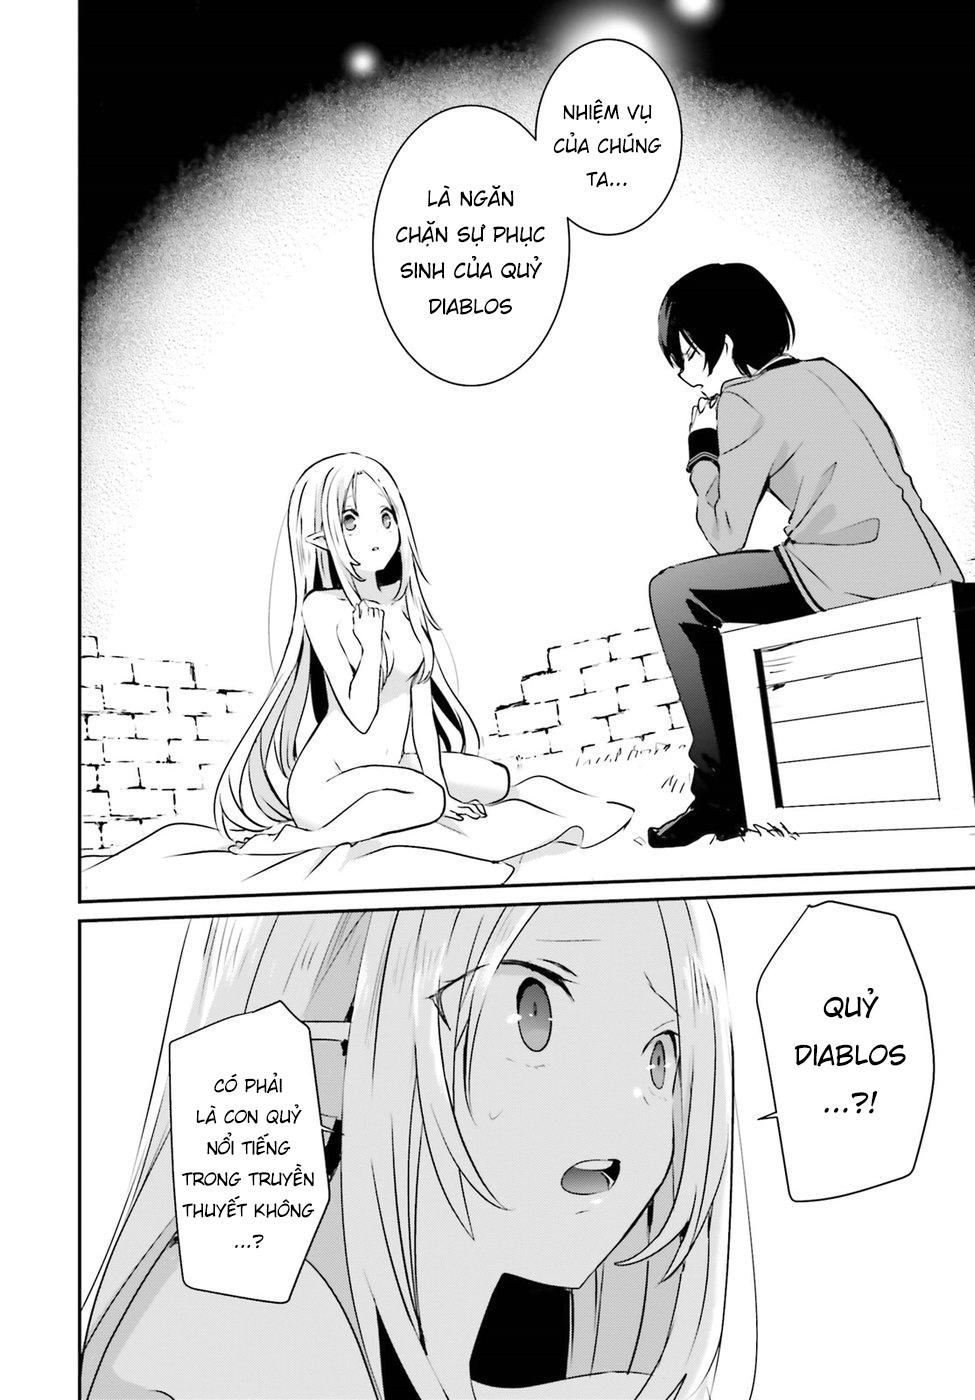 NHIỆM VỤ
CỦA CHÚNG
TA...
LÀ NGĂN
CHẶN SỰ PHỤC
SINH CỦA QUỶ
DIABLOS
QUỶ
DIABLOS
...?!
CÓ PHẢI
LÀ CON QUỶ
NỔI TIẾNG
TRONG TRUYỀN
THUYẾT KHÔNG
...?